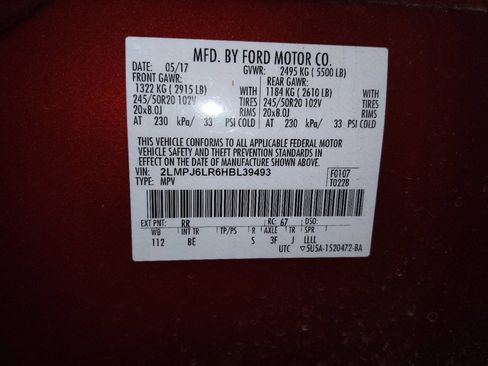 MFD. BY FORD MOTOR CO.
DATE: 05/17 GVWR: 2495 KG ( 5500 LB)
FRONT GAWR: REAR GAWR:
1322 KG ( 2915 LB) WITH 1184 KG ( 2610 LB) WITH
245/50R20 102V TIRES 245/50R20 102V TIRES
20x8.0J RIMS 20x8.0J RIMS
AT 230 kPa/ 33 PSI COLD AT 230 kPa/ 33 PSI COLD
THIS VEHICLE CONFORMS TO ALL APPLICABLE FEDERAL MOTOR
VEHICLE SAFETY AND THEFT PREVENTION STANDARDS IN
EFFECT ON THE DATE OF MANUFACTURE SHOWN ABOVE.
VIN: 2LMPJ6LR6HBL39493 F0107
TYPE: MPV T0228
EXT PNT: RR RC: 67 DSO:
WB INT TR TP/PS R AXLE TR SPR
112 BE S 3F J LLLL
UTC 5U5A-1520472-BA